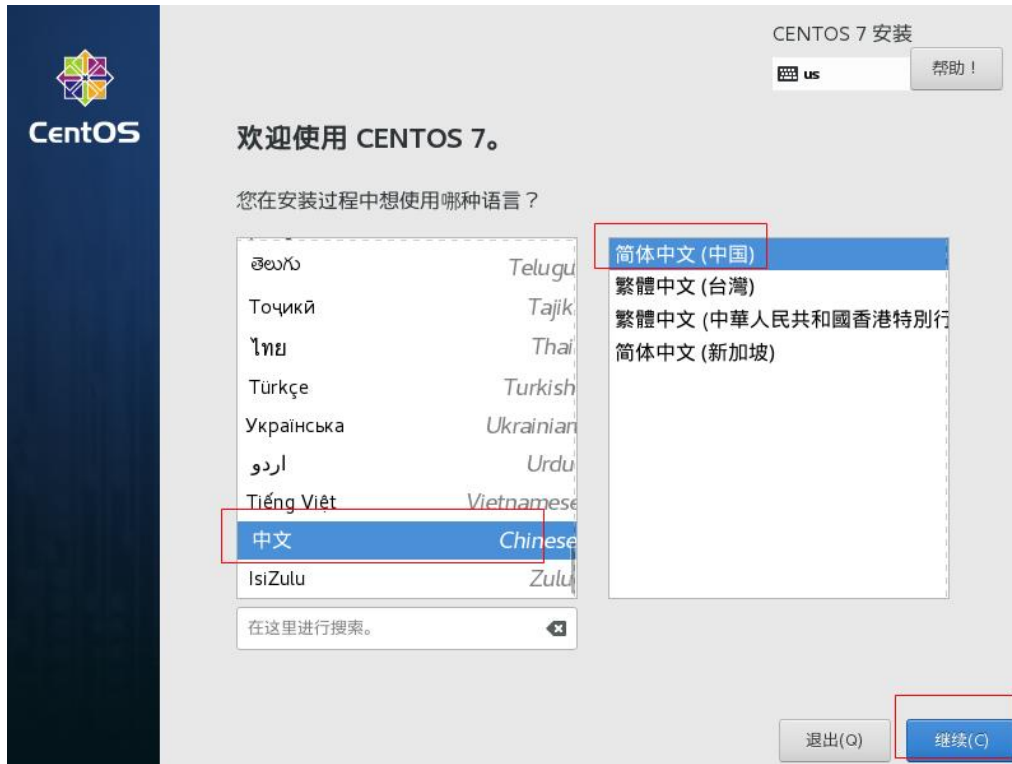 CENTOS 7 安装
us
帮助！
CentOS
欢迎使用 CENTOS 7。
您在安装过程中想使用哪种语言？
తెలుగు Telugu
Тоҷикӣ Tajik
ไทย Thai
Türkçe Turkish
Українська Ukrainian
اردو Urdu
Tiếng Việt Vietnamese
中文 Chinese
IsiZulu Zulu
简体中文 (中国)
繁體中文 (台灣)
繁體中文 (中華人民共和國香港特別行
简体中文 (新加坡)
在这里进行搜索。
退出(Q)
继续(C)